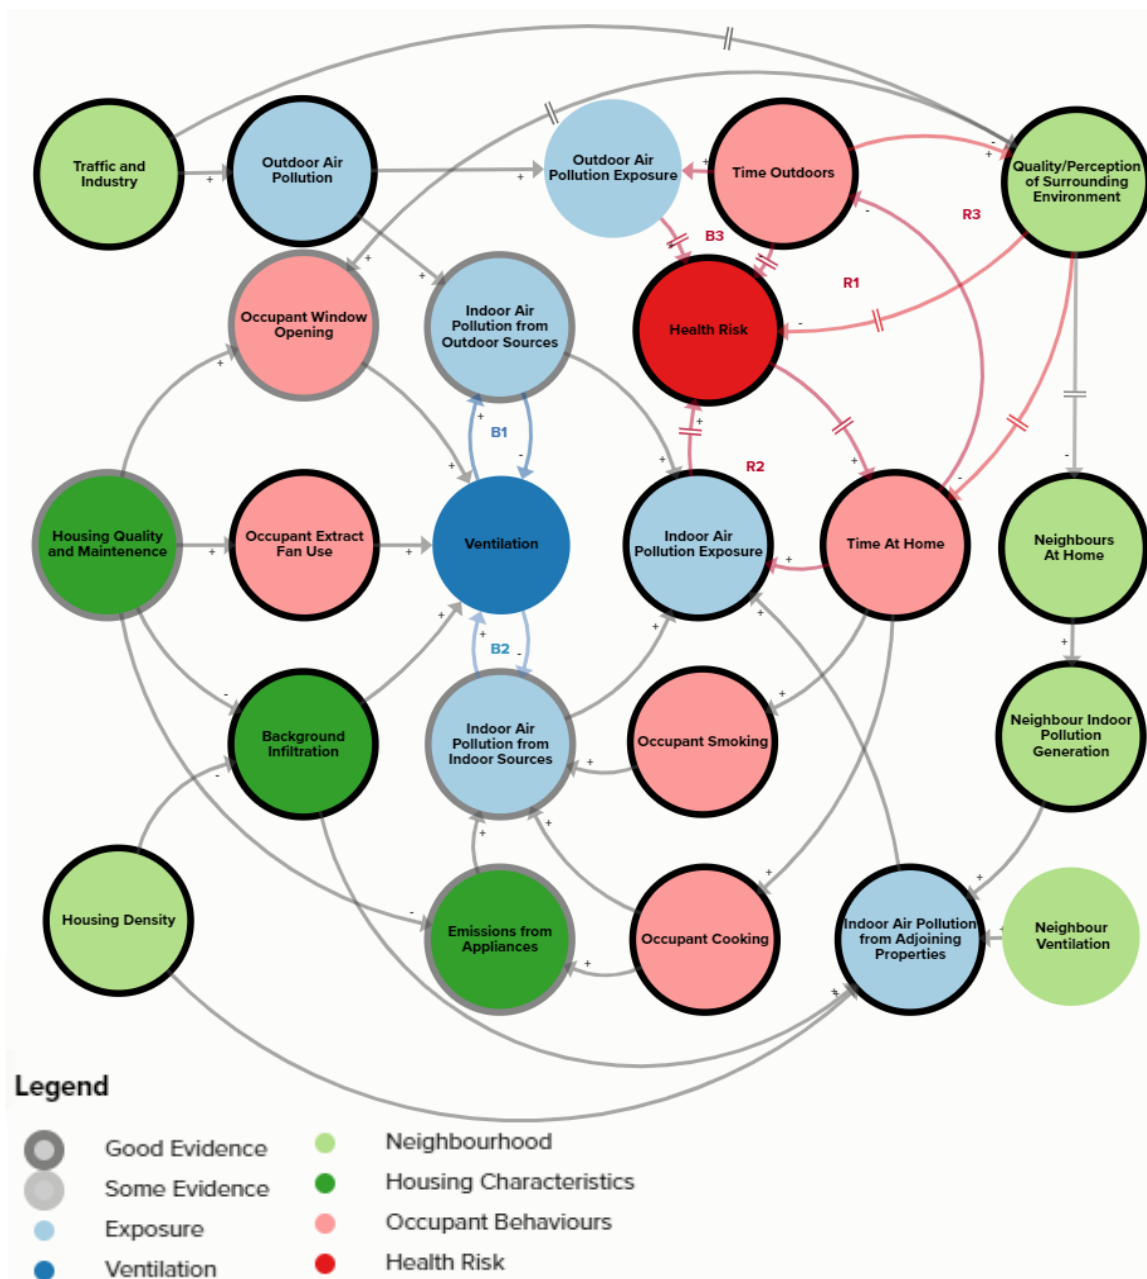 Traffic and
Industry
Outdoor Air
Pollution
Outdoor Air
Pollution Exposure
Time Outdoors
Quality/Perception
of Surrounding
Environment
+
+
+
-
+
B3
R3
-
R1
+
+
Occupant Window
Opening
Indoor Air
Pollution from
Outdoor Sources
Health Risk
-
+
+
B1
+
-
+
+
+
-
-
R2
Housing Quality
and Maintenence
+
Occupant Extract
Fan Use
+
Ventilation
Indoor Air
Pollution Exposure
+
Time At Home
Neighbours
At Home
+
+
B2
-
+
+
+
-
+
Background
Infiltration
Indoor Air
Pollution from
Indoor Sources
+
Occupant Smoking
Neighbour Indoor
Pollution
Generation
-
+
+
+
+
Housing Density
-
Emissions from
Appliances
+
Occupant Cooking
Indoor Air Pollution
from Adjoining
Properties
Neighbour
Ventilation
+
+
Legend
Good Evidence
Some Evidence
Exposure
Ventilation
Neighbourhood
Housing Characteristics
Occupant Behaviours
Health Risk